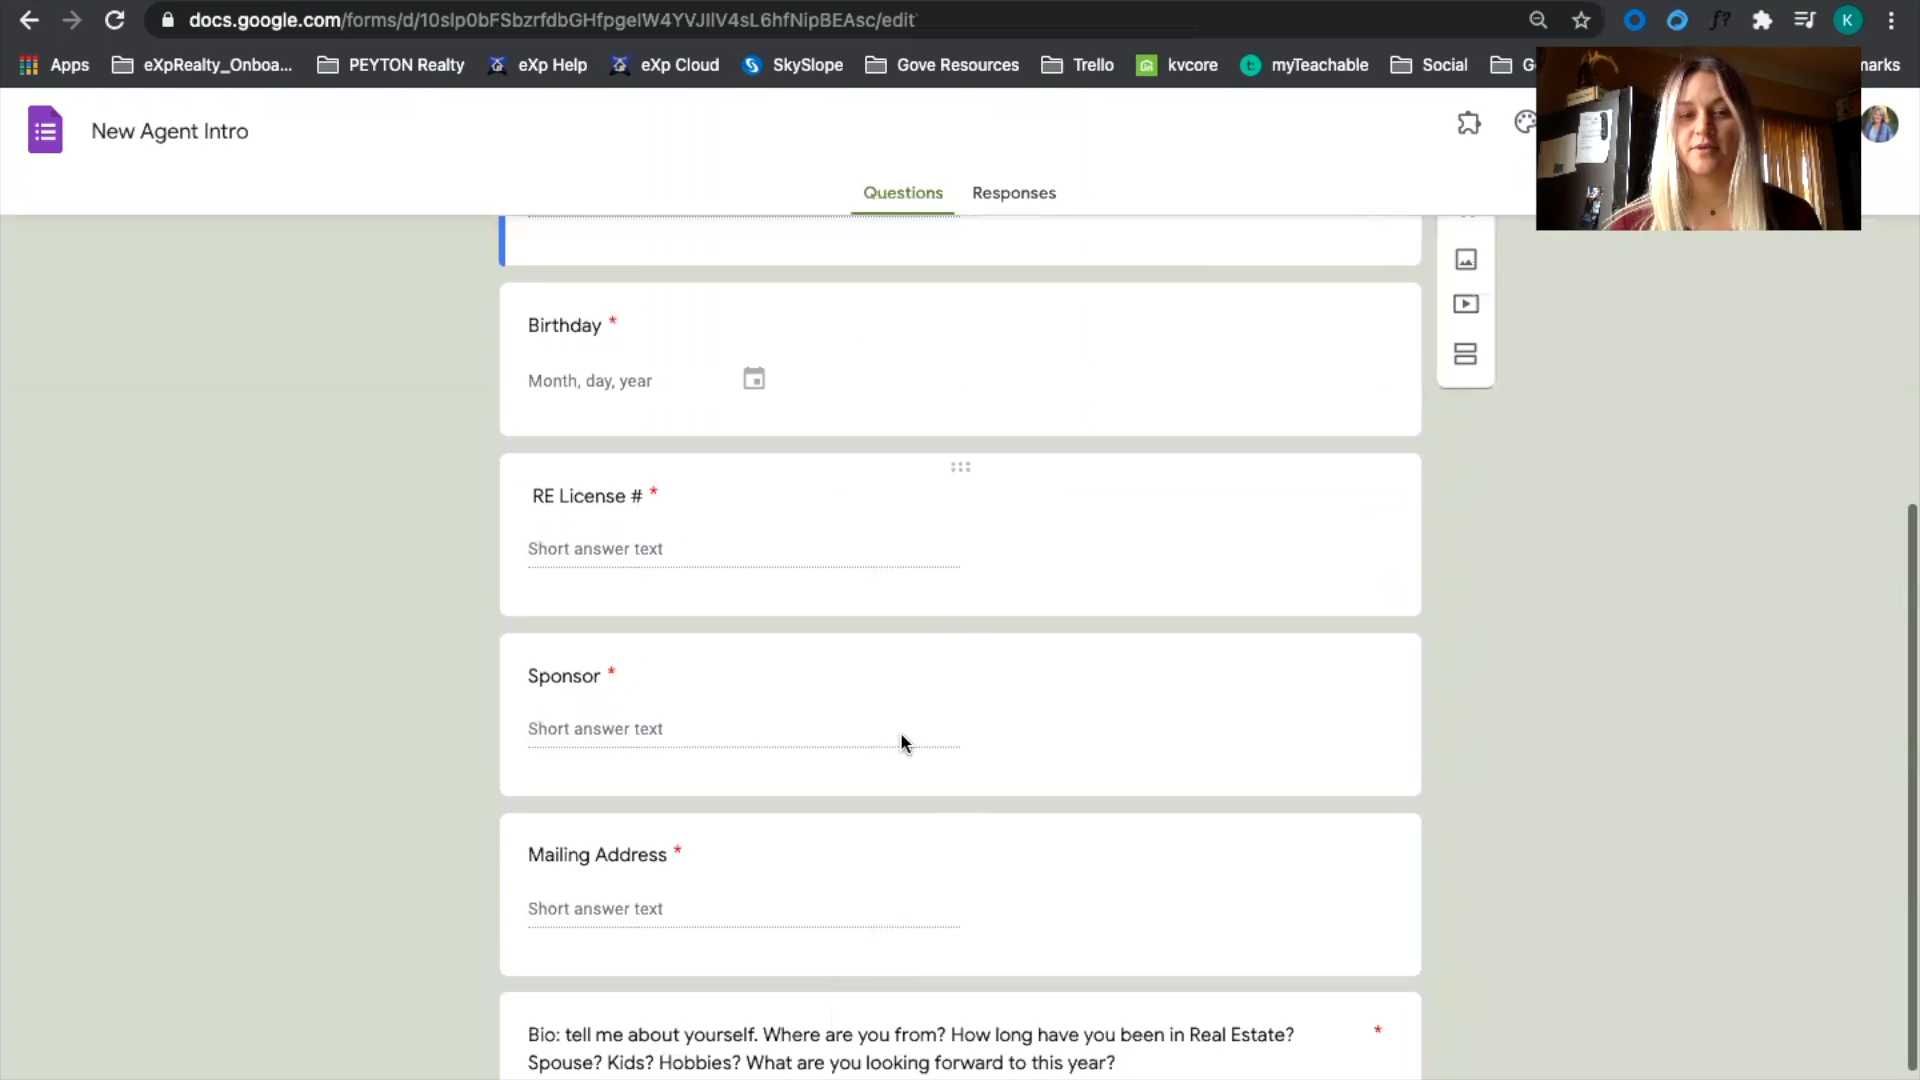 docs.google.com/forms/d/10slp0bFSbzrfdbGHfpgeIW4YVJIlV4sL6hfNipBEAsc/edit
f?
K
Apps
eXpRealty_Onboa...
PEYTON Realty
eXp Help
eXp Cloud
SkySlope
Gove Resources
Trello
kvcore
myTeachable
Social
New Agent Intro
Questions
Responses
Birthday *
Month, day, year
RE License # *
Short answer text
Sponsor *
Short answer text
Mailing Address *
Short answer text
Bio: tell me about yourself. Where are you from? How long have you been in Real Estate? *
Spouse? Kids? Hobbies? What are you looking forward to this year?